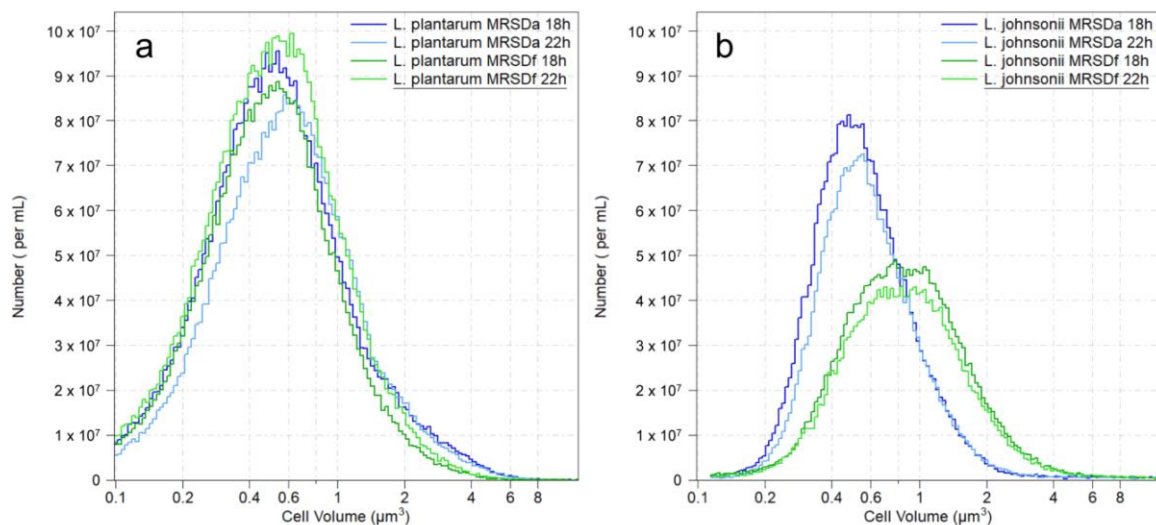 a
L. plantarum MRSDa 18h
L. plantarum MRSDa 22h
L. plantarum MRSDf 18h
L. plantarum MRSDf 22h
10 x 10⁷
9 x 10⁷
8 x 10⁷
7 x 10⁷
6 x 10⁷
5 x 10⁷
4 x 10⁷
3 x 10⁷
2 x 10⁷
1 x 10⁷
0
Number ( per mL)
0.1 0.2 0.4 0.6 1 2 4 6 8
Cell Volume (µm³)
b
L. johnsonii MRSDa 18h
L. johnsonii MRSDa 22h
L. johnsonii MRSDf 18h
L. johnsonii MRSDf 22h
10 x 10⁷
9 x 10⁷
8 x 10⁷
7 x 10⁷
6 x 10⁷
5 x 10⁷
4 x 10⁷
3 x 10⁷
2 x 10⁷
1 x 10⁷
0
Number ( per mL)
0.1 0.2 0.4 0.6 1 2 4 6 8
Cell Volume (µm³)